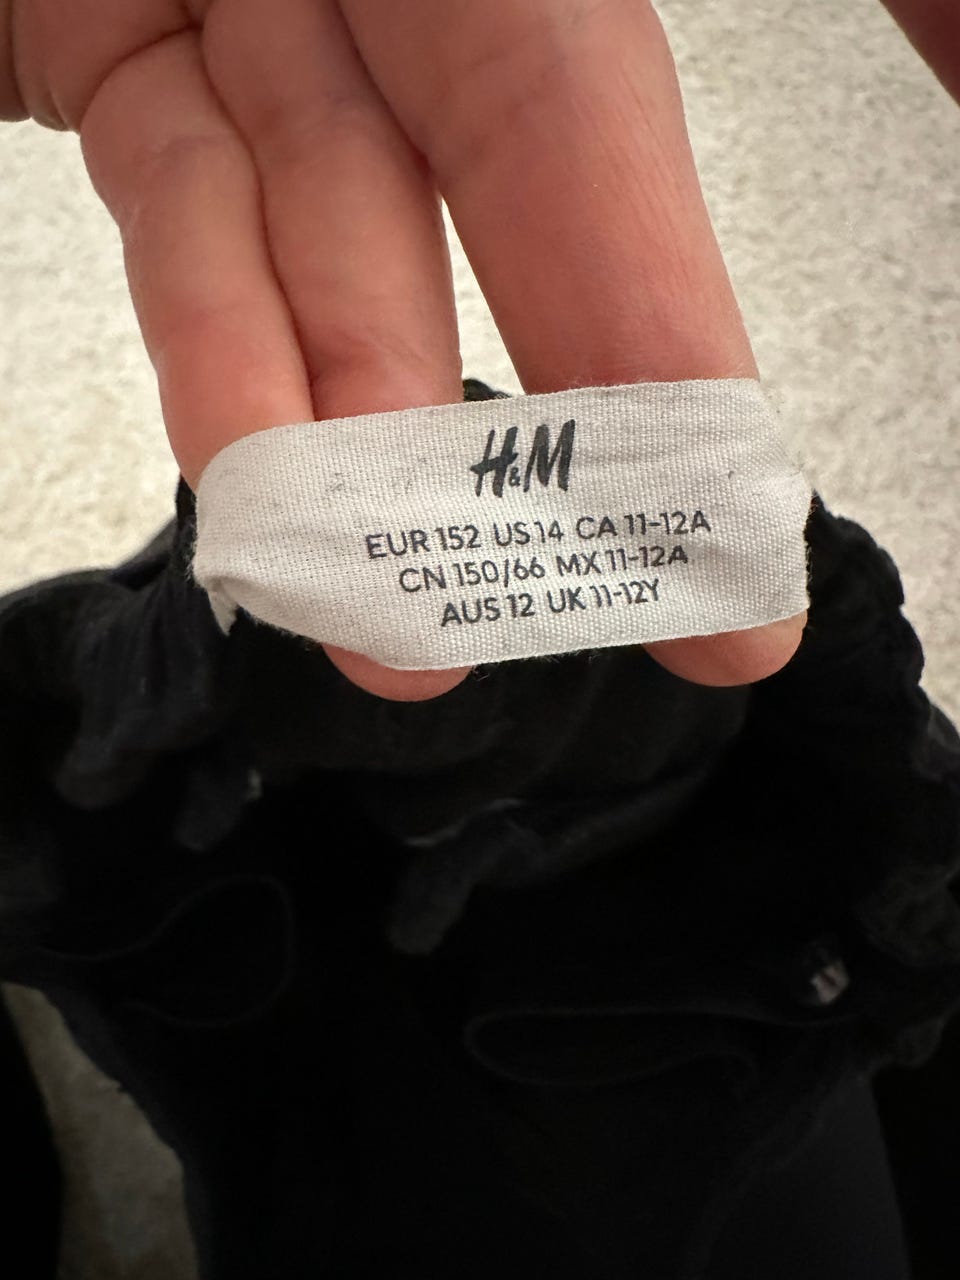 H&M
EUR 152 US 14 CA 11-12A
CN 150/66 MX 11-12A
AUS 12 UK 11-12Y